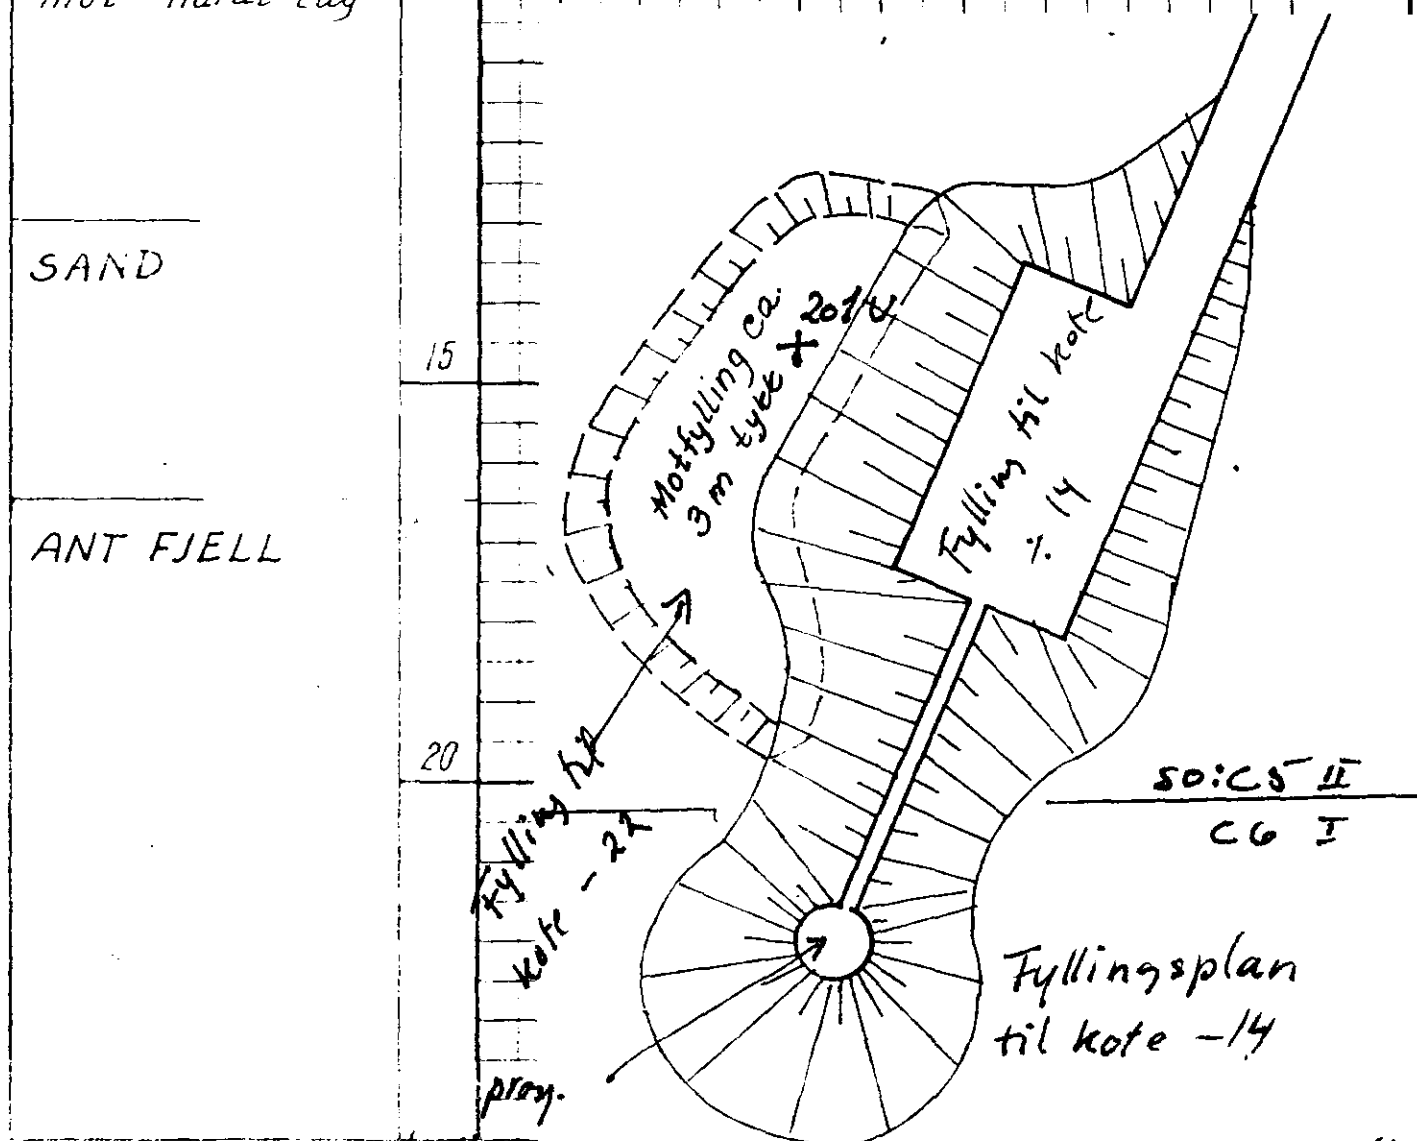 SAND
15
ANT FJELL
20
Motfylling ca.
3 m tykk
Fylling til kote
%. 14
Fylling til
kote - 22
50:C5 II
C6 I
Fyllingsplan
til kote -14